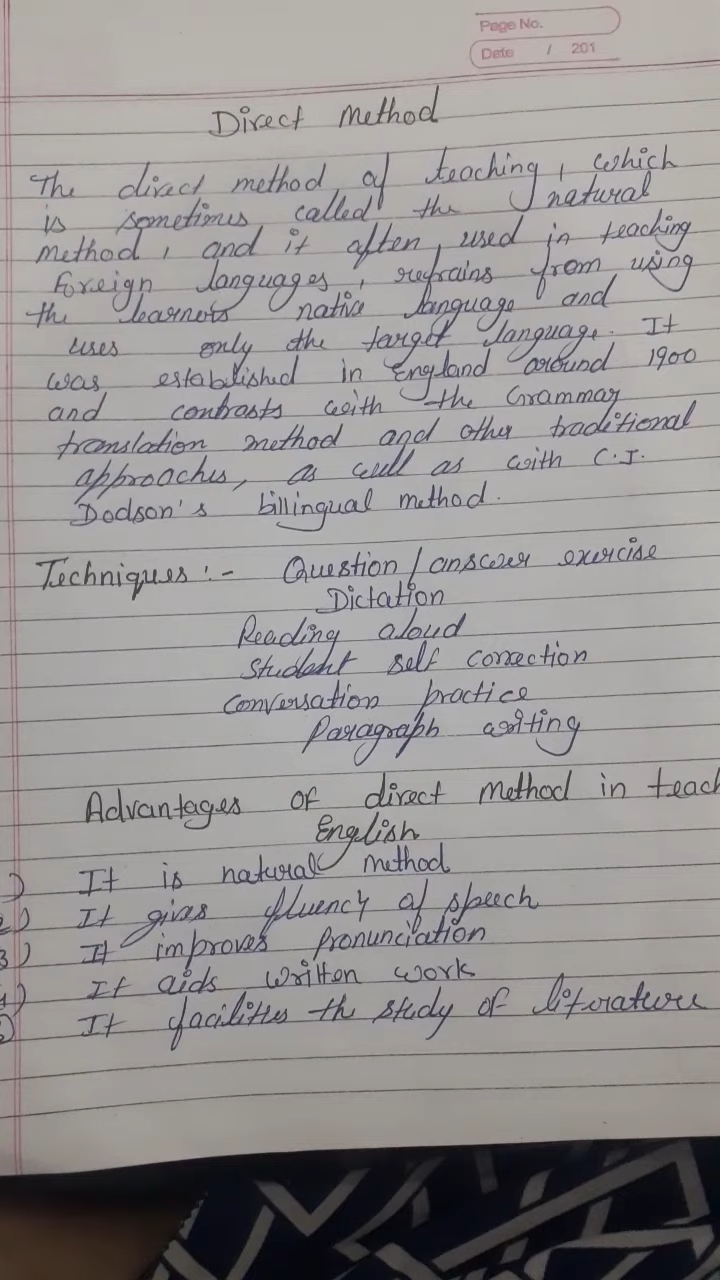 Page No.
Date / 201
Direct Method
The direct method of teaching, which
is sometimes called the natural
method, and it often used in teaching
foreign languages, refrains from using
the learners native language and
uses only the target language. It
was estabilished in England around 1900
and contrasts with the Grammar
translation method and other traditional
approaches, as well as with C.J.
Dodson's billingual method.
Techniques :- Question / answer exercise
Dictation
Reading aloud
Student self correction
Conversation practice
Paragraph writing
Advantages of direct method in teach
English
) It is natural method
2) It gives fluency of speech
3) It improves Pronunciation
4) It aids written work
5) It facilities the study of literature